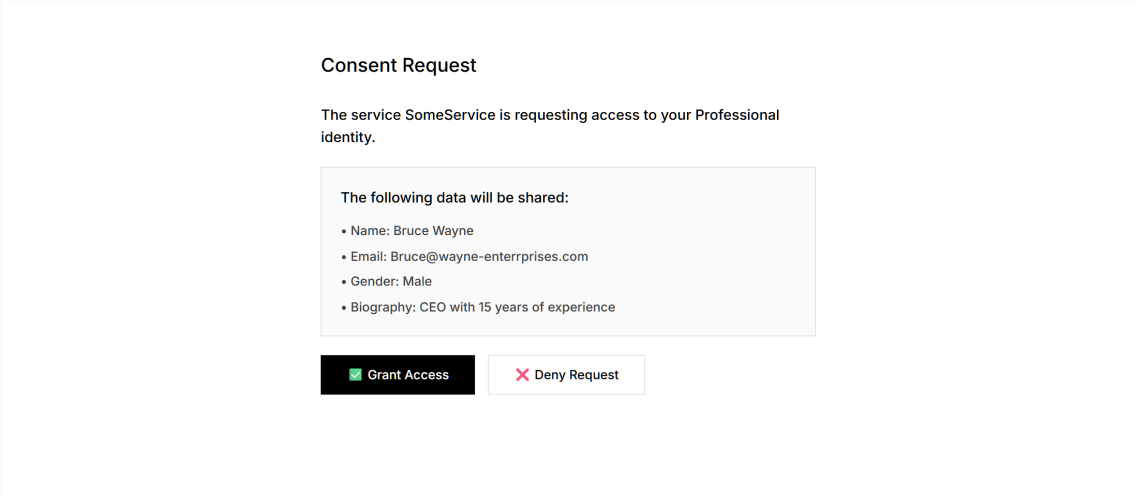 Consent Request
The service SomeService is requesting access to your Professional
identity.
The following data will be shared:
• Name: Bruce Wayne
• Email: Bruce@wayne-enterrprises.com
• Gender: Male
• Biography: CEO with 15 years of experience
✅ Grant Access
❌ Deny Request